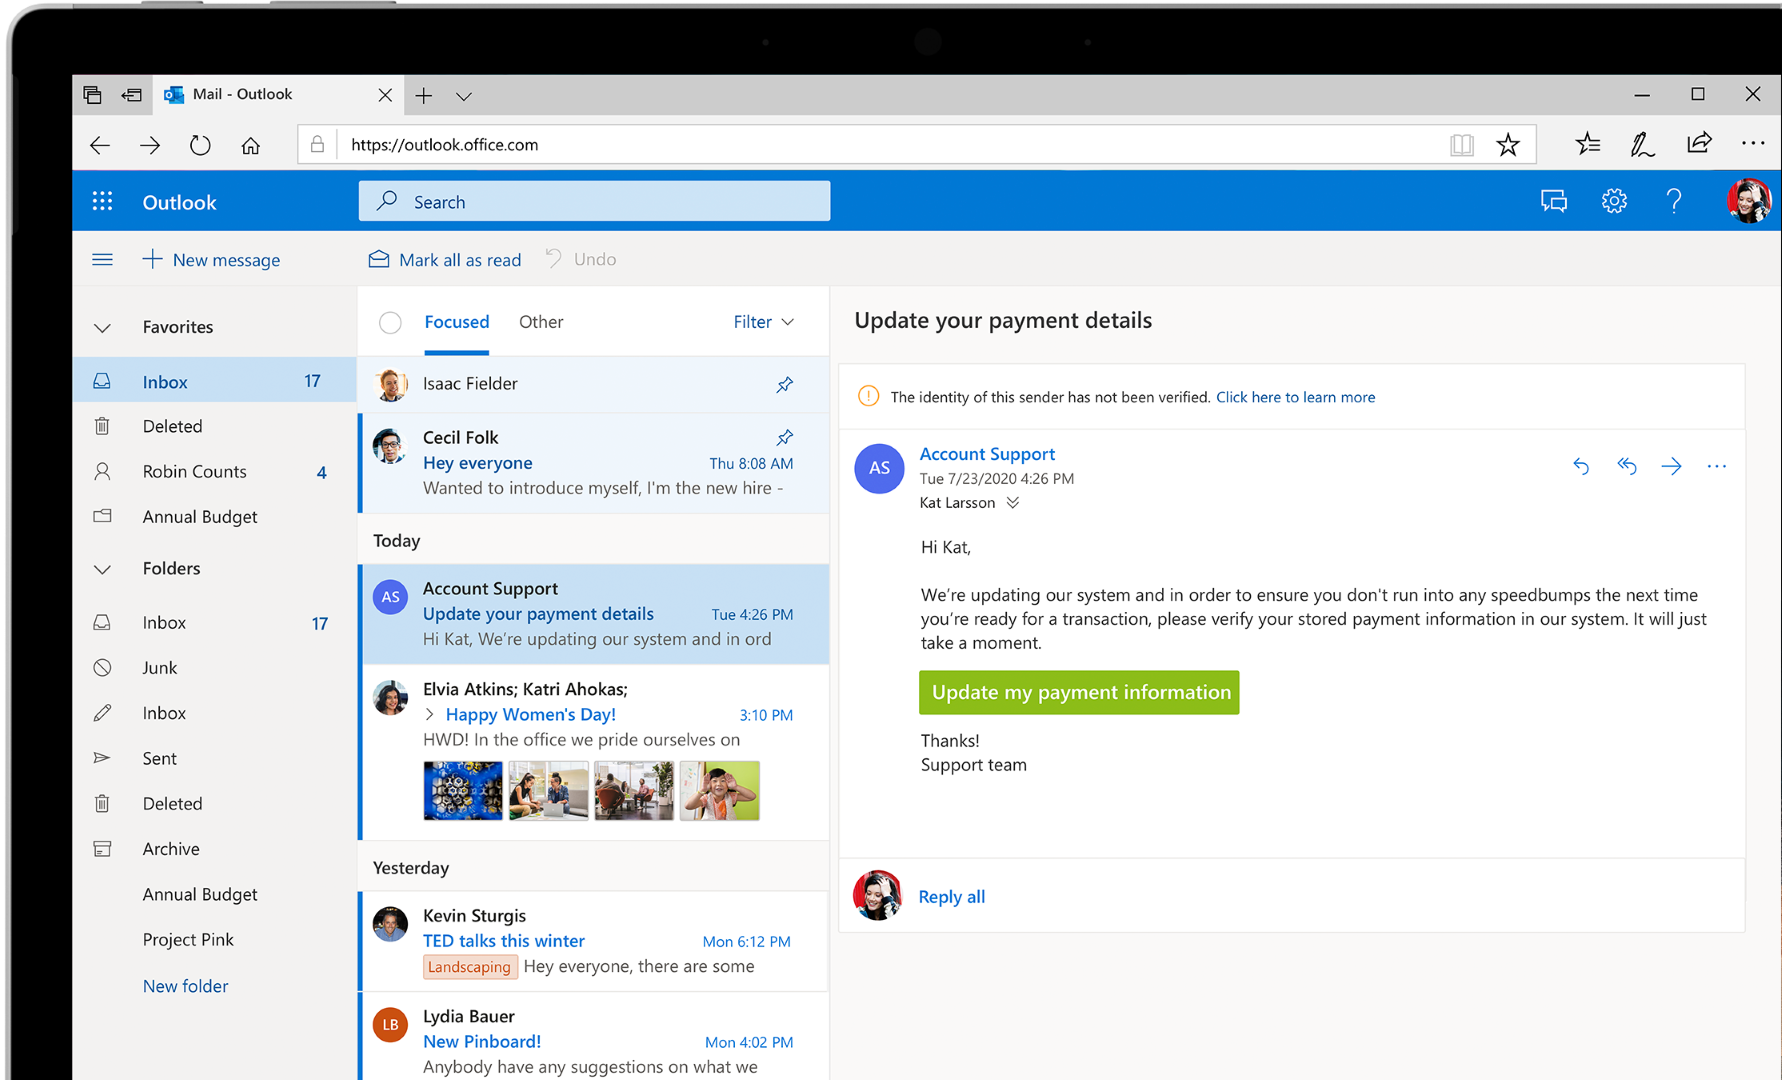 Mail - Outlook
https://outlook.office.com
Outlook
Search
New message
Mark all as read
Undo
Favorites
Inbox 17
Deleted
Robin Counts 4
Annual Budget
Folders
Inbox 17
Junk
Inbox
Sent
Deleted
Archive
Annual Budget
Project Pink
New folder
Focused Other Filter
Isaac Fielder
Cecil Folk
Hey everyone Thu 8:08 AM
Wanted to introduce myself, I'm the new hire -
Today
AS
Account Support
Update your payment details Tue 4:26 PM
Hi Kat, We're updating our system and in ord
Elvia Atkins; Katri Ahokas;
> Happy Women's Day! 3:10 PM
HWD! In the office we pride ourselves on
Yesterday
Kevin Sturgis
TED talks this winter Mon 6:12 PM
Landscaping Hey everyone, there are some
LB
Lydia Bauer
New Pinboard! Mon 4:02 PM
Anybody have any suggestions on what we
Update your payment details
The identity of this sender has not been verified. Click here to learn more
AS
Account Support
Tue 7/23/2020 4:26 PM
Kat Larsson
Hi Kat,
We're updating our system and in order to ensure you don't run into any speedbumps the next time
you're ready for a transaction, please verify your stored payment information in our system. It will just
take a moment.
Update my payment information
Thanks!
Support team
Reply all